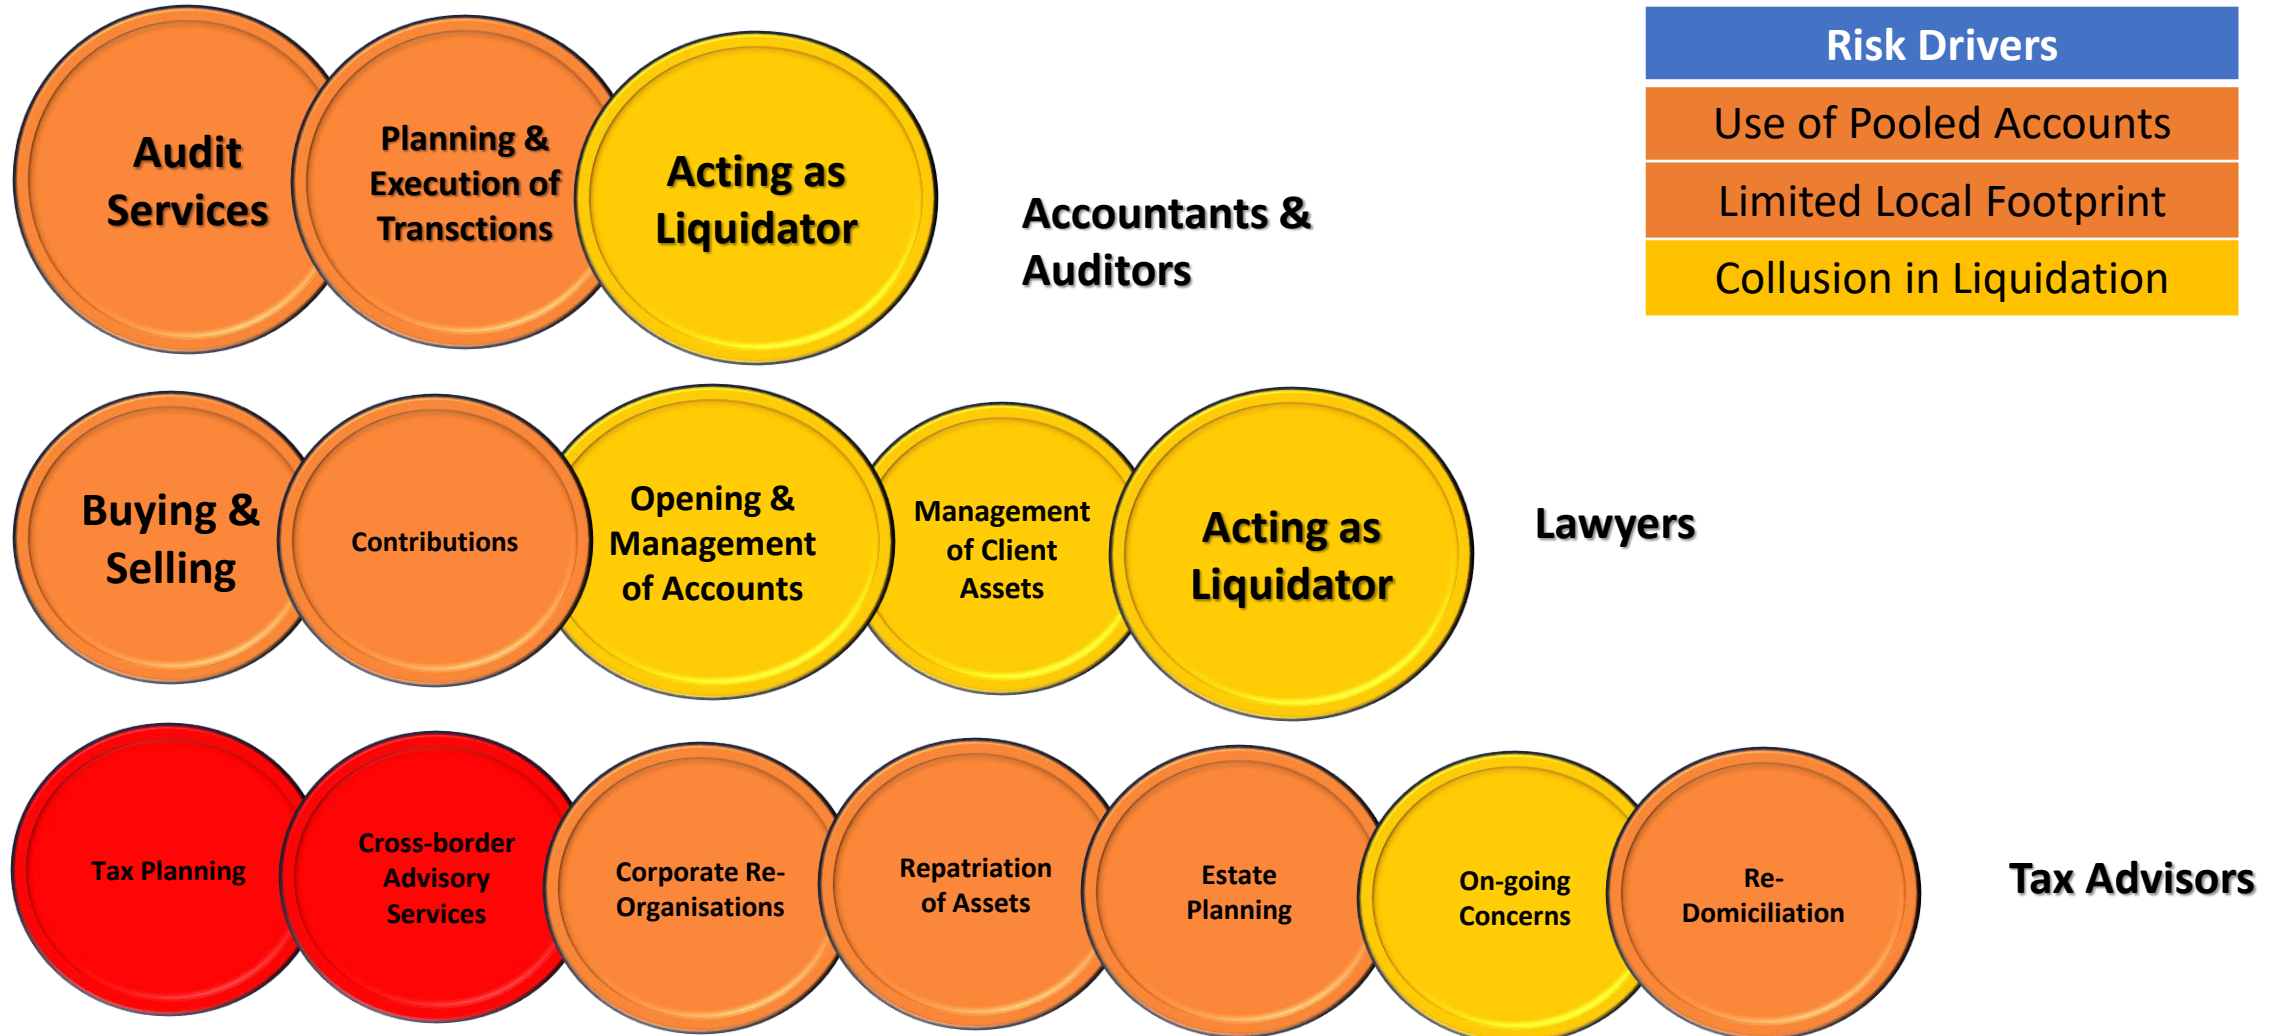 Audit
Services
Planning &
Execution of
Transctions
Acting as
Liquidator
Accountants &
Auditors
Risk Drivers
Use of Pooled Accounts
Limited Local Footprint
Collusion in Liquidation
Buying &
Selling
Contributions
Opening &
Management
of Accounts
Management
of Client
Assets
Acting as
Liquidator
Lawyers
Tax Planning
Cross-border
Advisory
Services
Corporate Re-
Organisations
Repatriation
of Assets
Estate
Planning
On-going
Concerns
Re-
Domiciliation
Tax Advisors